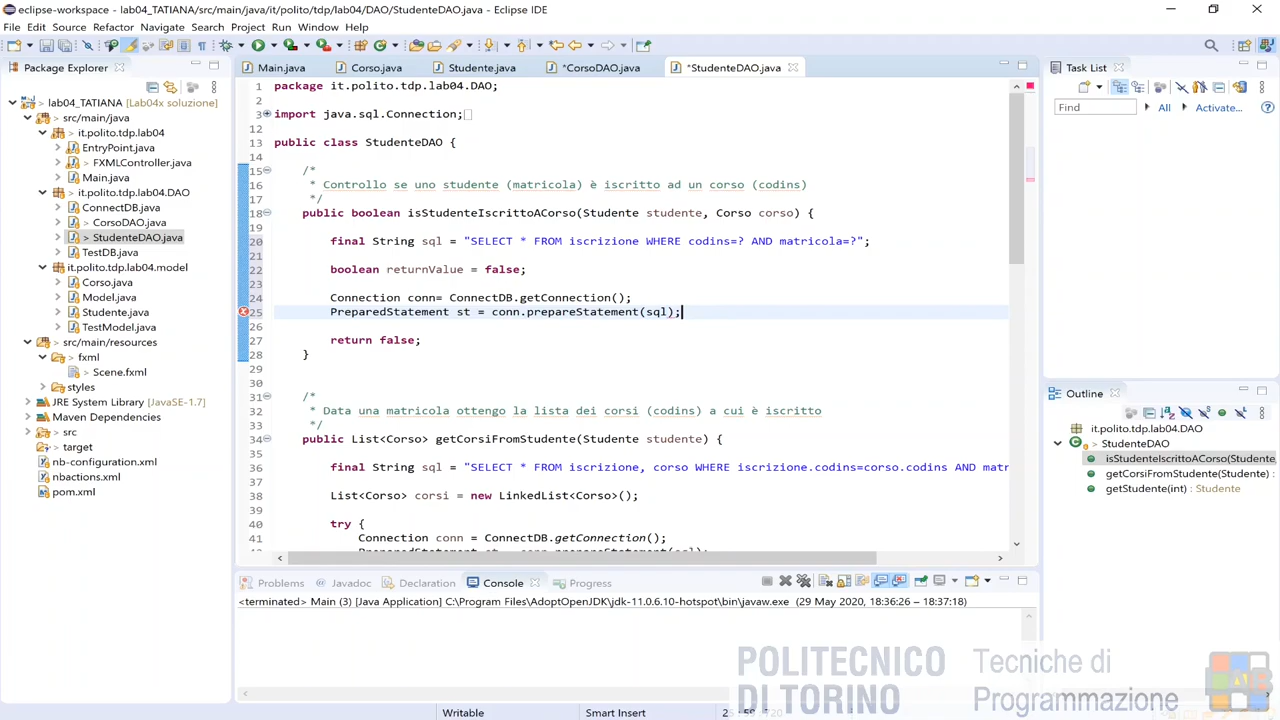 eclipse-workspace - lab04_TATIANA/src/main/java/it/polito/tdp/lab04/DAO/StudenteDAO.java - Eclipse IDE
File Edit Source Refactor Navigate Search Project Run Window Help
Package Explorer
Main.java Corso.java Studente.java *CorsoDAO.java *StudenteDAO.java
Task List
Find All Activate...
> lab04_TATIANA [Lab04x soluzione]
> src/main/java
> it.polito.tdp.lab04
EntryPoint.java
> FXMLController.java
Main.java
> it.polito.tdp.lab04.DAO
ConnectDB.java
> CorsoDAO.java
> StudenteDAO.java
TestDB.java
it.polito.tdp.lab04.model
Corso.java
Model.java
Studente.java
TestModel.java
> src/main/resources
> fxml
> Scene.fxml
styles
JRE System Library [JavaSE-1.7]
Maven Dependencies
> src
target
nb-configuration.xml
nbactions.xml
pom.xml
1 package it.polito.tdp.lab04.DAO;
2
3 import java.sql.Connection;
12
13 public class StudenteDAO {
14
15 /*
16 * Controllo se uno studente (matricola) è iscritto ad un corso (codins)
17 */
18 public boolean isStudenteIscrittoACorso(Studente studente, Corso corso) {
19
20 final String sql = "SELECT * FROM iscrizione WHERE codins=? AND matricola=?";
21
22 boolean returnValue = false;
23
24 Connection conn= ConnectDB.getConnection();
25 PreparedStatement st = conn.prepareStatement(sql);
26
27 return false;
28 }
29
30
31 /*
32 * Data una matricola ottengo la lista dei corsi (codins) a cui è iscritto
33 */
34 public List<Corso> getCorsiFromStudente(Studente studente) {
35
36 final String sql = "SELECT * FROM iscrizione, corso WHERE iscrizione.codins=corso.codins AND matr
37
38 List<Corso> corsi = new LinkedList<Corso>();
39
40 try {
41 Connection conn = ConnectDB.getConnection();
Outline
it.polito.tdp.lab04.DAO
StudenteDAO
isStudenteIscrittoACorso(Studente,
getCorsiFromStudente(Studente) :
getStudente(int) : Studente
Problems Javadoc Declaration Console Progress
<terminated> Main (3) [Java Application] C:\Program Files\AdoptOpenJDK\jdk-11.0.6.10-hotspot\bin\javaw.exe (29 May 2020, 18:36:26 – 18:37:18)
POLITECNICO DI TORINO
Tecniche di Programmazione
Writable Smart Insert